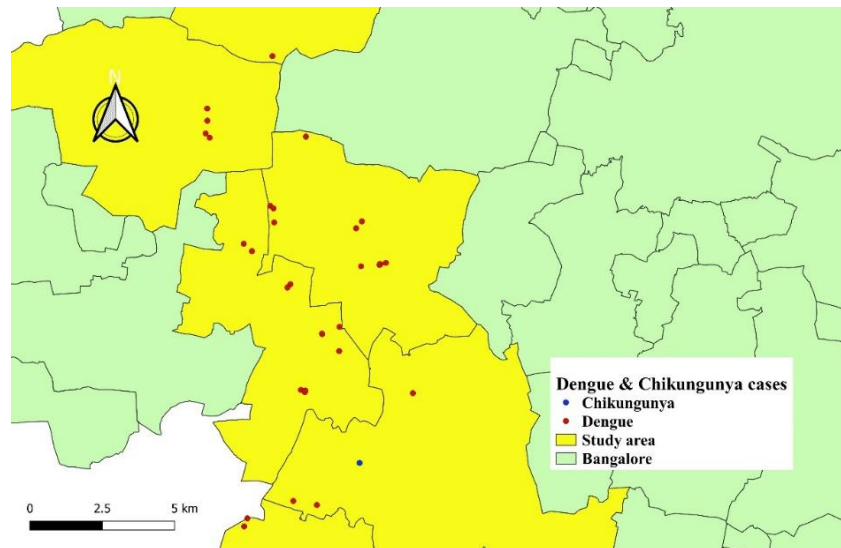 N
Dengue & Chikungunya cases
Chikungunya
Dengue
Study area
Bangalore
0 2.5 5 km